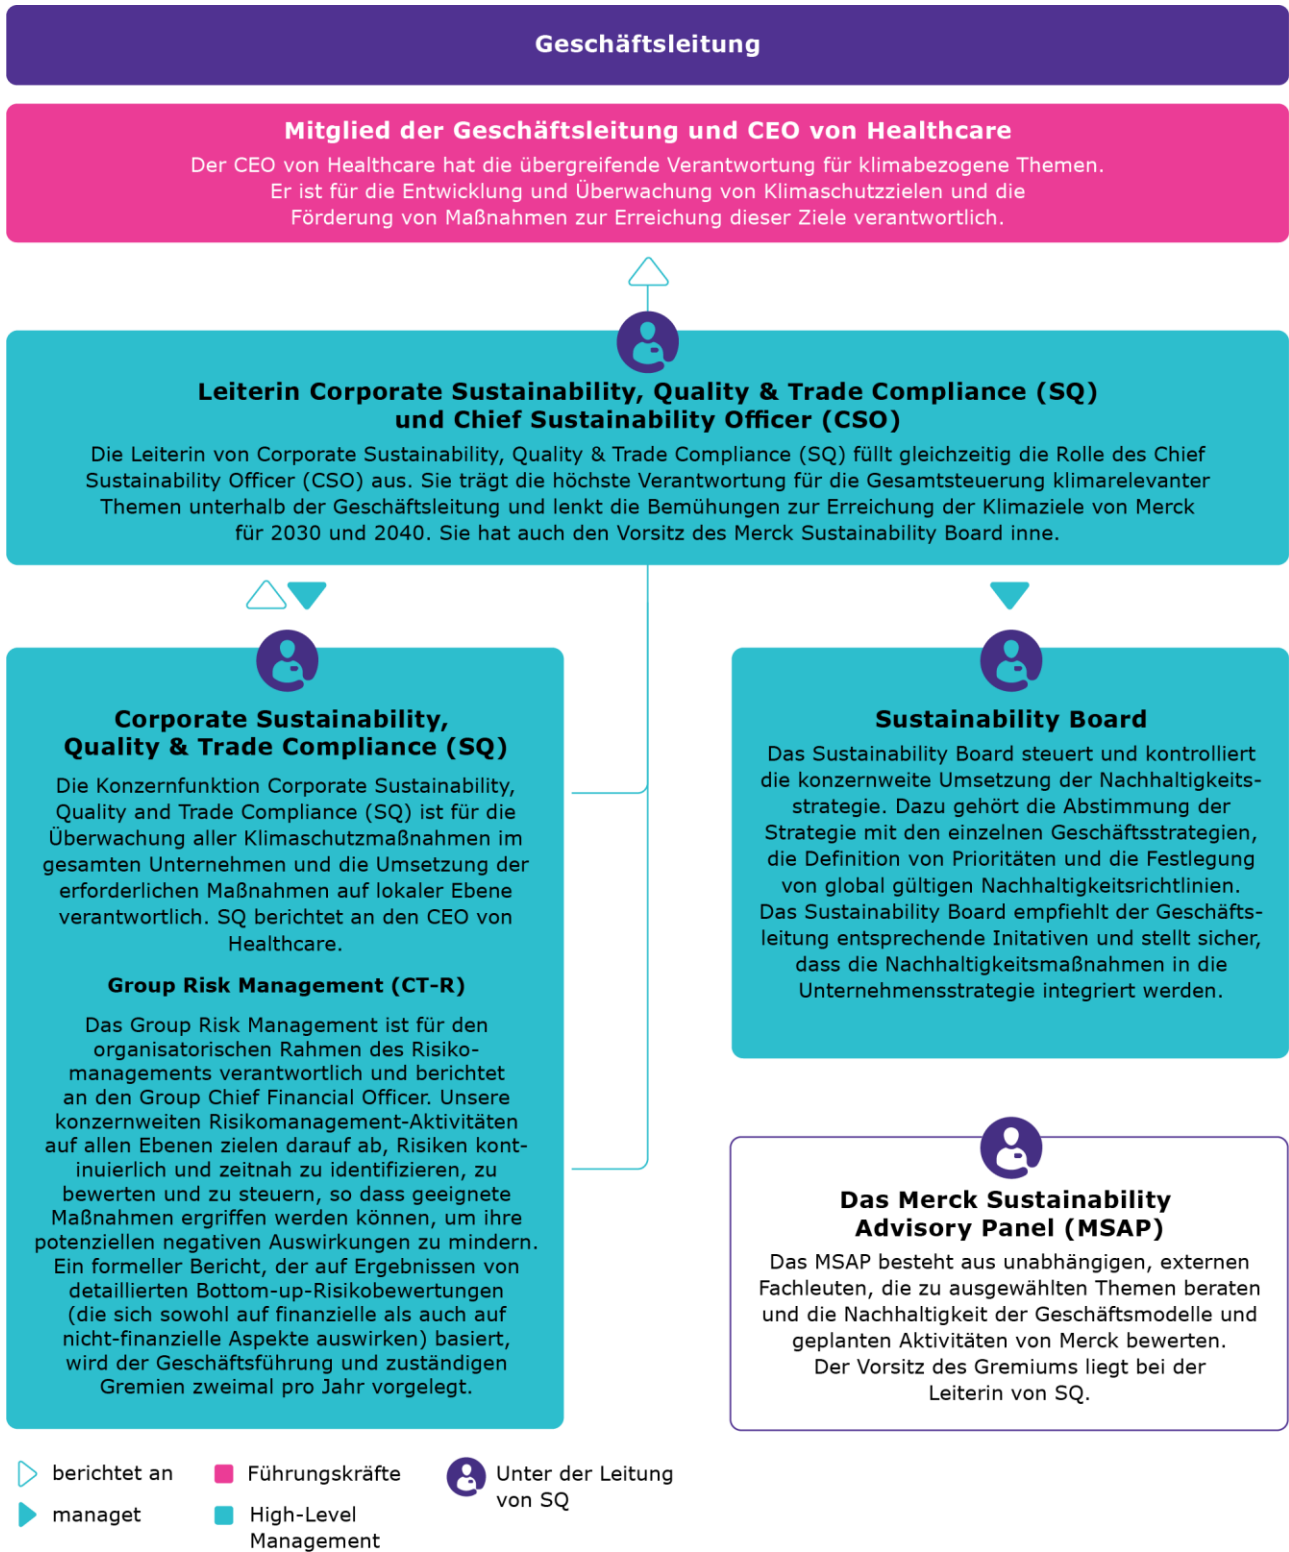 Geschäftsleitung
Mitglied der Geschäftsleitung und CEO von Healthcare
Der CEO von Healthcare hat die übergreifende Verantwortung für klimabezogene Themen.
Er ist für die Entwicklung und Überwachung von Klimaschutzzielen und die
Förderung von Maßnahmen zur Erreichung dieser Ziele verantwortlich.
Leiterin Corporate Sustainability, Quality & Trade Compliance (SQ)
und Chief Sustainability Officer (CSO)
Die Leiterin von Corporate Sustainability, Quality & Trade Compliance (SQ) füllt gleichzeitig die Rolle des Chief
Sustainability Officer (CSO) aus. Sie trägt die höchste Verantwortung für die Gesamtsteuerung klimarelevanter
Themen unterhalb der Geschäftsleitung und lenkt die Bemühungen zur Erreichung der Klimaziele von Merck
für 2030 und 2040. Sie hat auch den Vorsitz des Merck Sustainability Board inne.
Corporate Sustainability,
Quality & Trade Compliance (SQ)
Die Konzernfunktion Corporate Sustainability,
Quality and Trade Compliance (SQ) ist für die
Überwachung aller Klimaschutzmaßnahmen im
gesamten Unternehmen und die Umsetzung der
erforderlichen Maßnahmen auf lokaler Ebene
verantwortlich. SQ berichtet an den CEO von
Healthcare.
Group Risk Management (CT-R)
Das Group Risk Management ist für den
organisatorischen Rahmen des Risiko-
managements verantwortlich und berichtet
an den Group Chief Financial Officer. Unsere
konzernweiten Risikomanagement-Aktivitäten
auf allen Ebenen zielen darauf ab, Risiken kont-
inuierlich und zeitnah zu identifizieren, zu
bewerten und zu steuern, so dass geeignete
Maßnahmen ergriffen werden können, um ihre
potenziellen negativen Auswirkungen zu mindern.
Ein formeller Bericht, der auf Ergebnissen von
detaillierten Bottom-up-Risikobewertungen
(die sich sowohl auf finanzielle als auch auf
nicht-finanzielle Aspekte auswirken) basiert,
wird der Geschäftsführung und zuständigen
Gremien zweimal pro Jahr vorgelegt.
Sustainability Board
Das Sustainability Board steuert und kontrolliert
die konzernweite Umsetzung der Nachhaltigkeits-
strategie. Dazu gehört die Abstimmung der
Strategie mit den einzelnen Geschäftsstrategien,
die Definition von Prioritäten und die Festlegung
von global gültigen Nachhaltigkeitsrichtlinien.
Das Sustainability Board empfiehlt der Geschäfts-
leitung entsprechende Initativen und stellt sicher,
dass die Nachhaltigkeitsmaßnahmen in die
Unternehmensstrategie integriert werden.
Das Merck Sustainability
Advisory Panel (MSAP)
Das MSAP besteht aus unabhängigen, externen
Fachleuten, die zu ausgewählten Themen beraten
und die Nachhaltigkeit der Geschäftsmodelle und
geplanten Aktivitäten von Merck bewerten.
Der Vorsitz des Gremiums liegt bei der
Leiterin von SQ.
berichtet an
managet
Führungskräfte
High-Level
Management
Unter der Leitung
von SQ